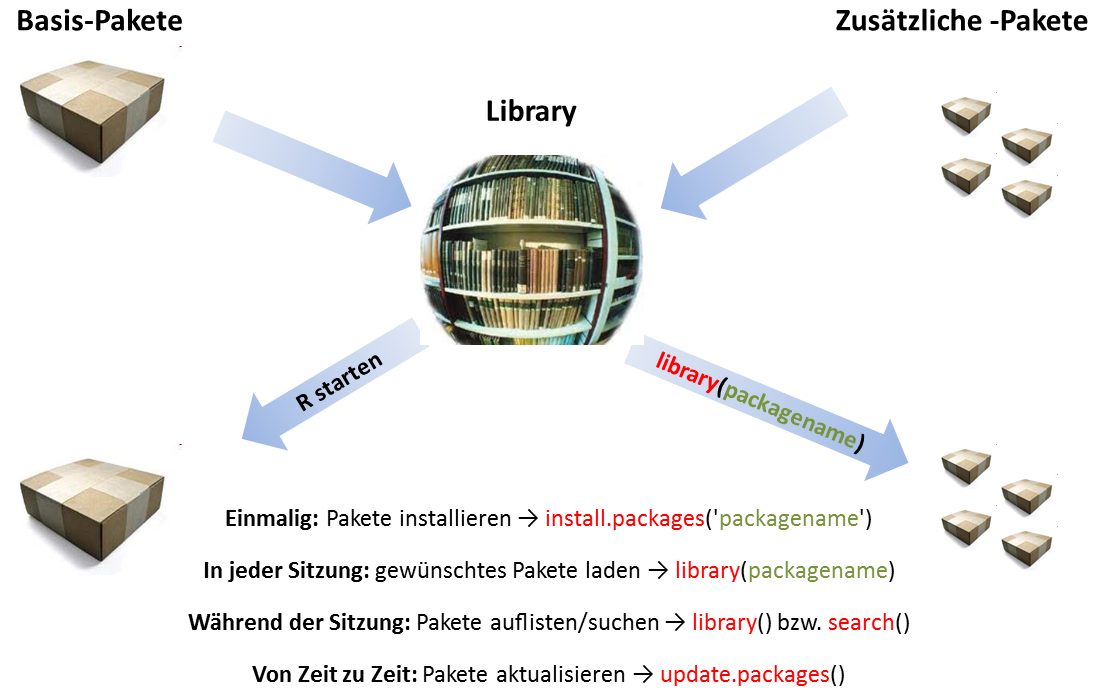 Basis-Pakete
Zusätzliche -Pakete
Library
R starten
library(packagename)
Einmalig: Pakete installieren → install.packages('packagename')
In jeder Sitzung: gewünschtes Pakete laden → library(packagename)
Während der Sitzung: Pakete auflisten/suchen → library() bzw. search()
Von Zeit zu Zeit: Pakete aktualisieren → update.packages()